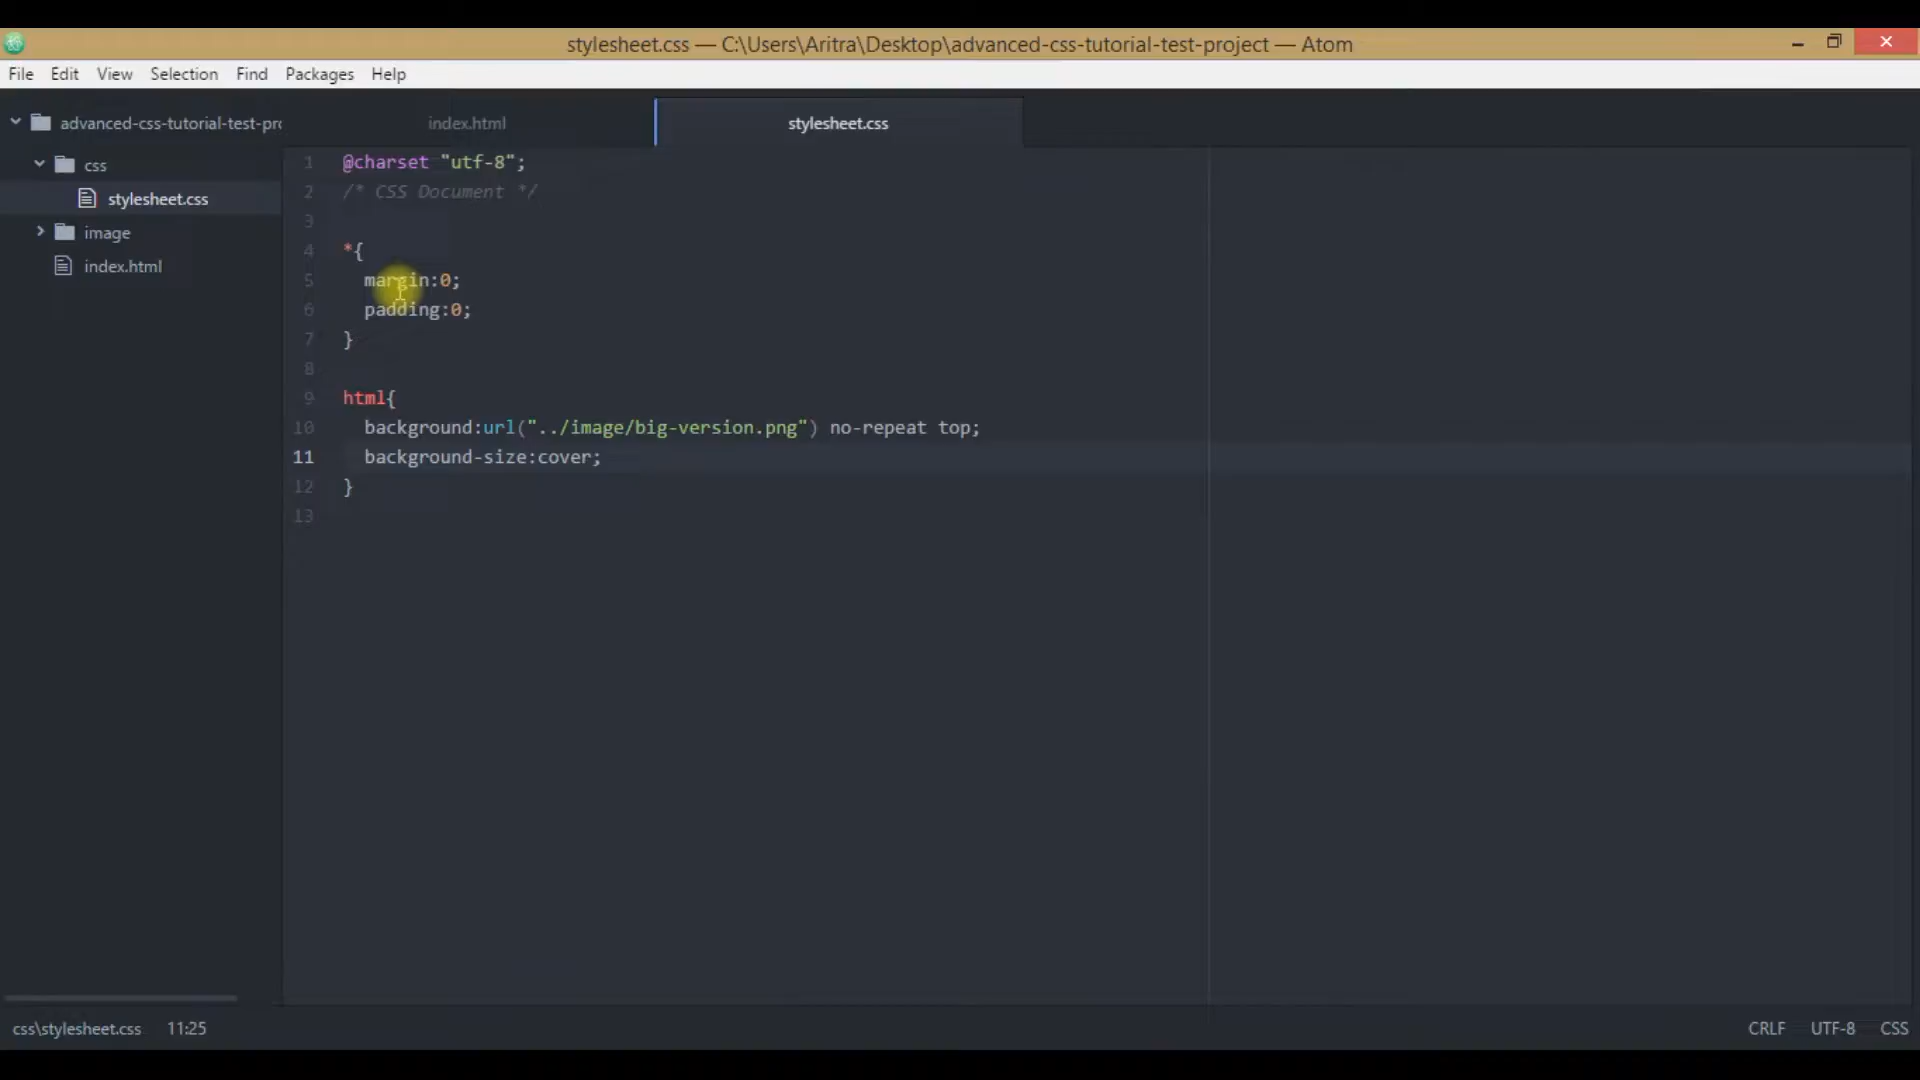 stylesheet.css — C:\Users\Aritra\Desktop\advanced-css-tutorial-test-project — Atom
File Edit View Selection Find Packages Help
advanced-css-tutorial-test-pro
css
stylesheet.css
image
index.html
index.html
stylesheet.css
1 @charset "utf-8";
2 /* CSS Document */
3
4 *{
5 margin:0;
6 padding:0;
7 }
8
9 html{
10 background:url("../image/big-version.png") no-repeat top;
11 background-size:cover;
12 }
13
css\stylesheet.css 11:25
CRLF UTF-8 CSS